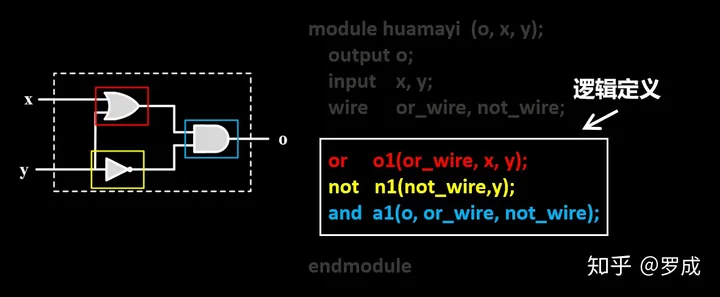 module huamayi (o, x, y);
output o;
input x, y;
wire or_wire, not_wire;
逻辑定义
x
y
o
or o1(or_wire, x, y);
not n1(not_wire,y);
and a1(o, or_wire, not_wire);
endmodule
知乎 @罗成